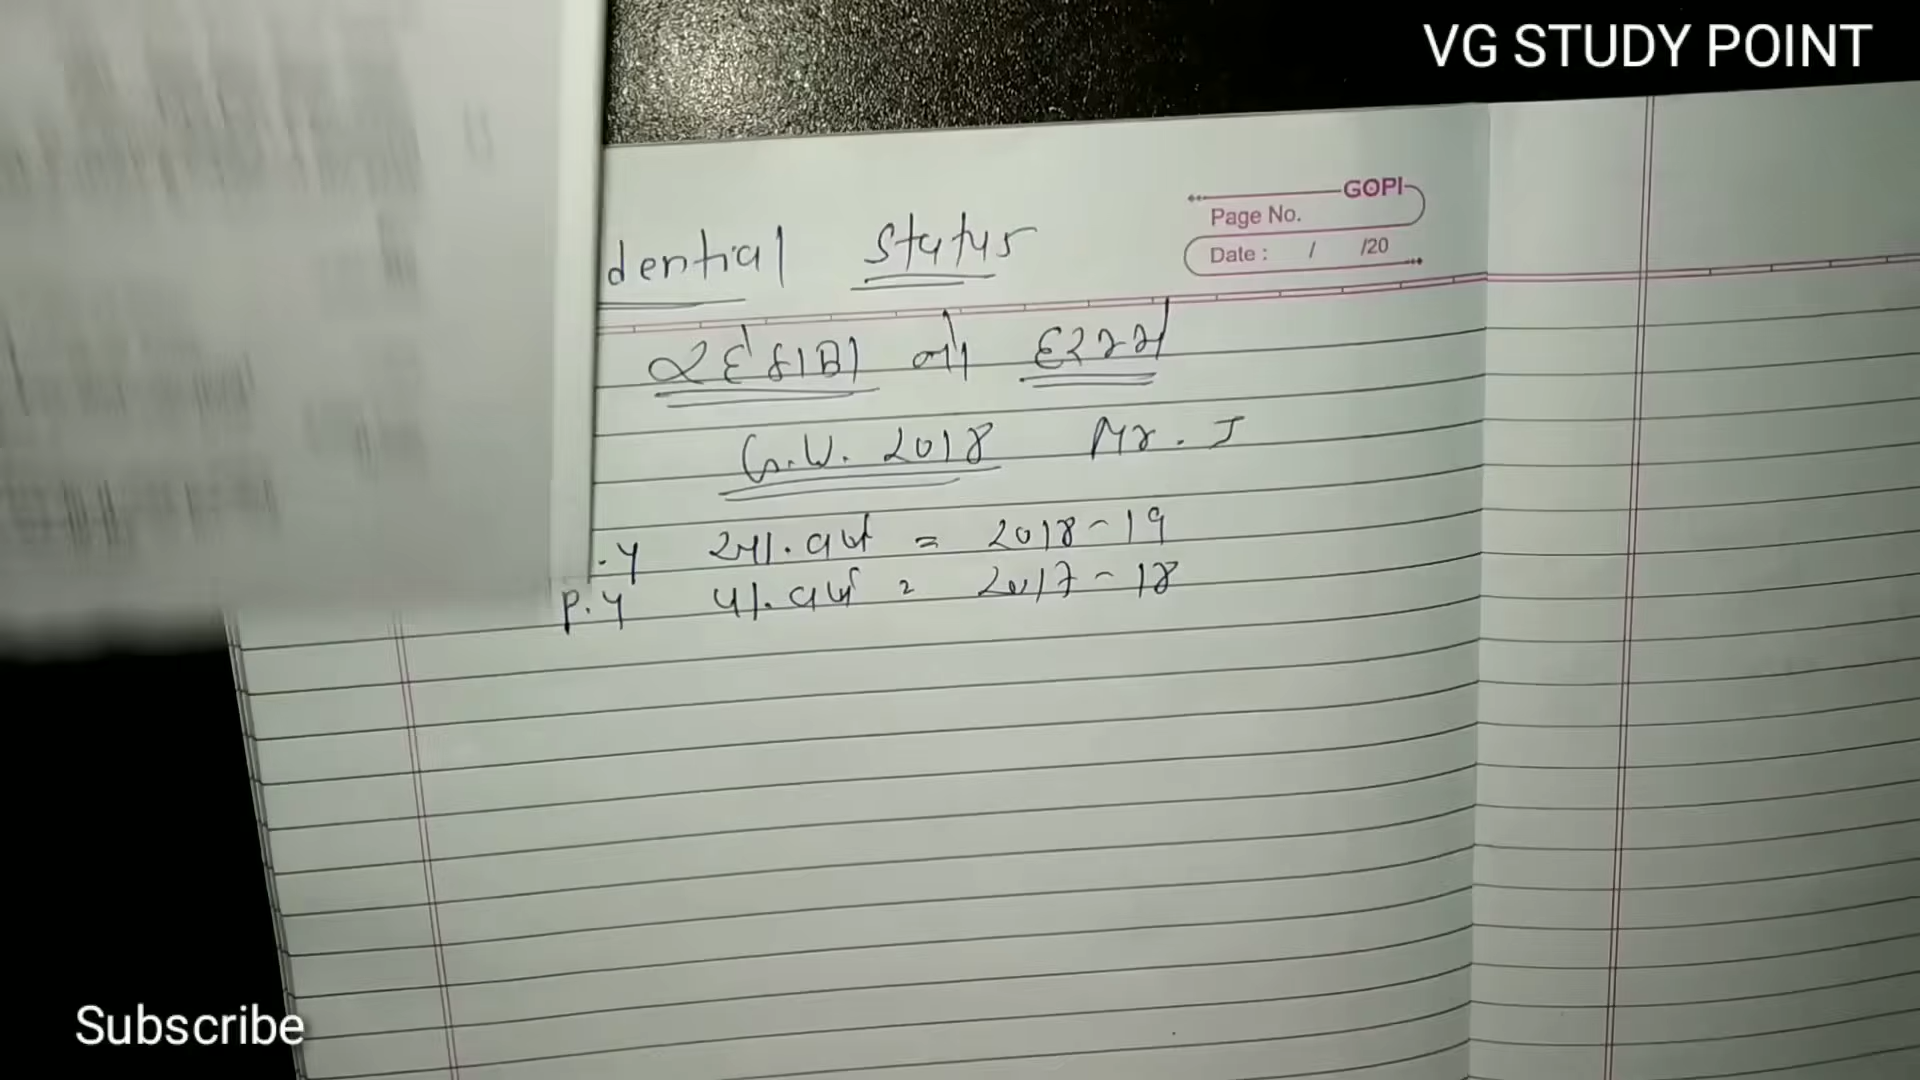 VG STUDY POINT
GOPI
Page No.
Date : / /20
dential Status
રહેઠાણનો દરજ્જો
G.U. 2018 Mr. J
.Y આ.વર્ષ = 2018-19
P.Y પા.વર્ષ = 2017-18
Subscribe